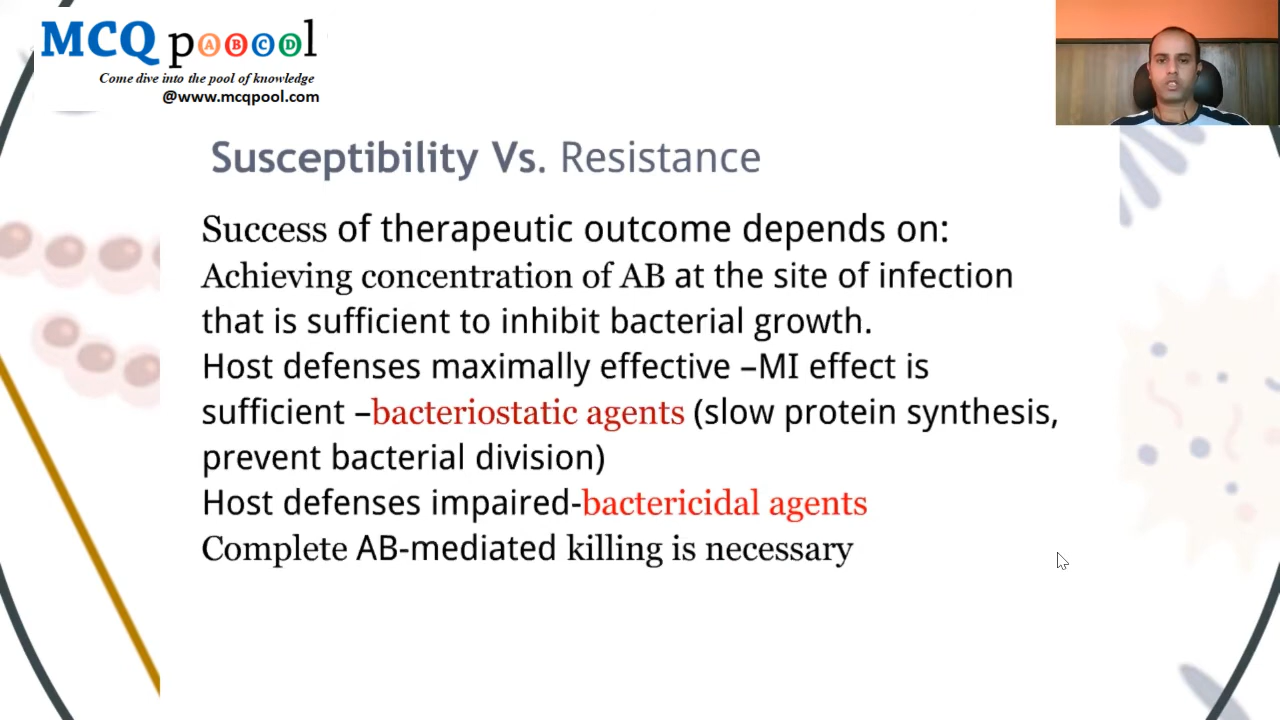 MCQ pooool
A B C D
Come dive into the pool of knowledge
@www.mcqpool.com
Susceptibility Vs. Resistance
Success of therapeutic outcome depends on:
Achieving concentration of AB at the site of infection
that is sufficient to inhibit bacterial growth.
Host defenses maximally effective –MI effect is
sufficient –bacteriostatic agents (slow protein synthesis,
prevent bacterial division)
Host defenses impaired-bactericidal agents
Complete AB-mediated killing is necessary